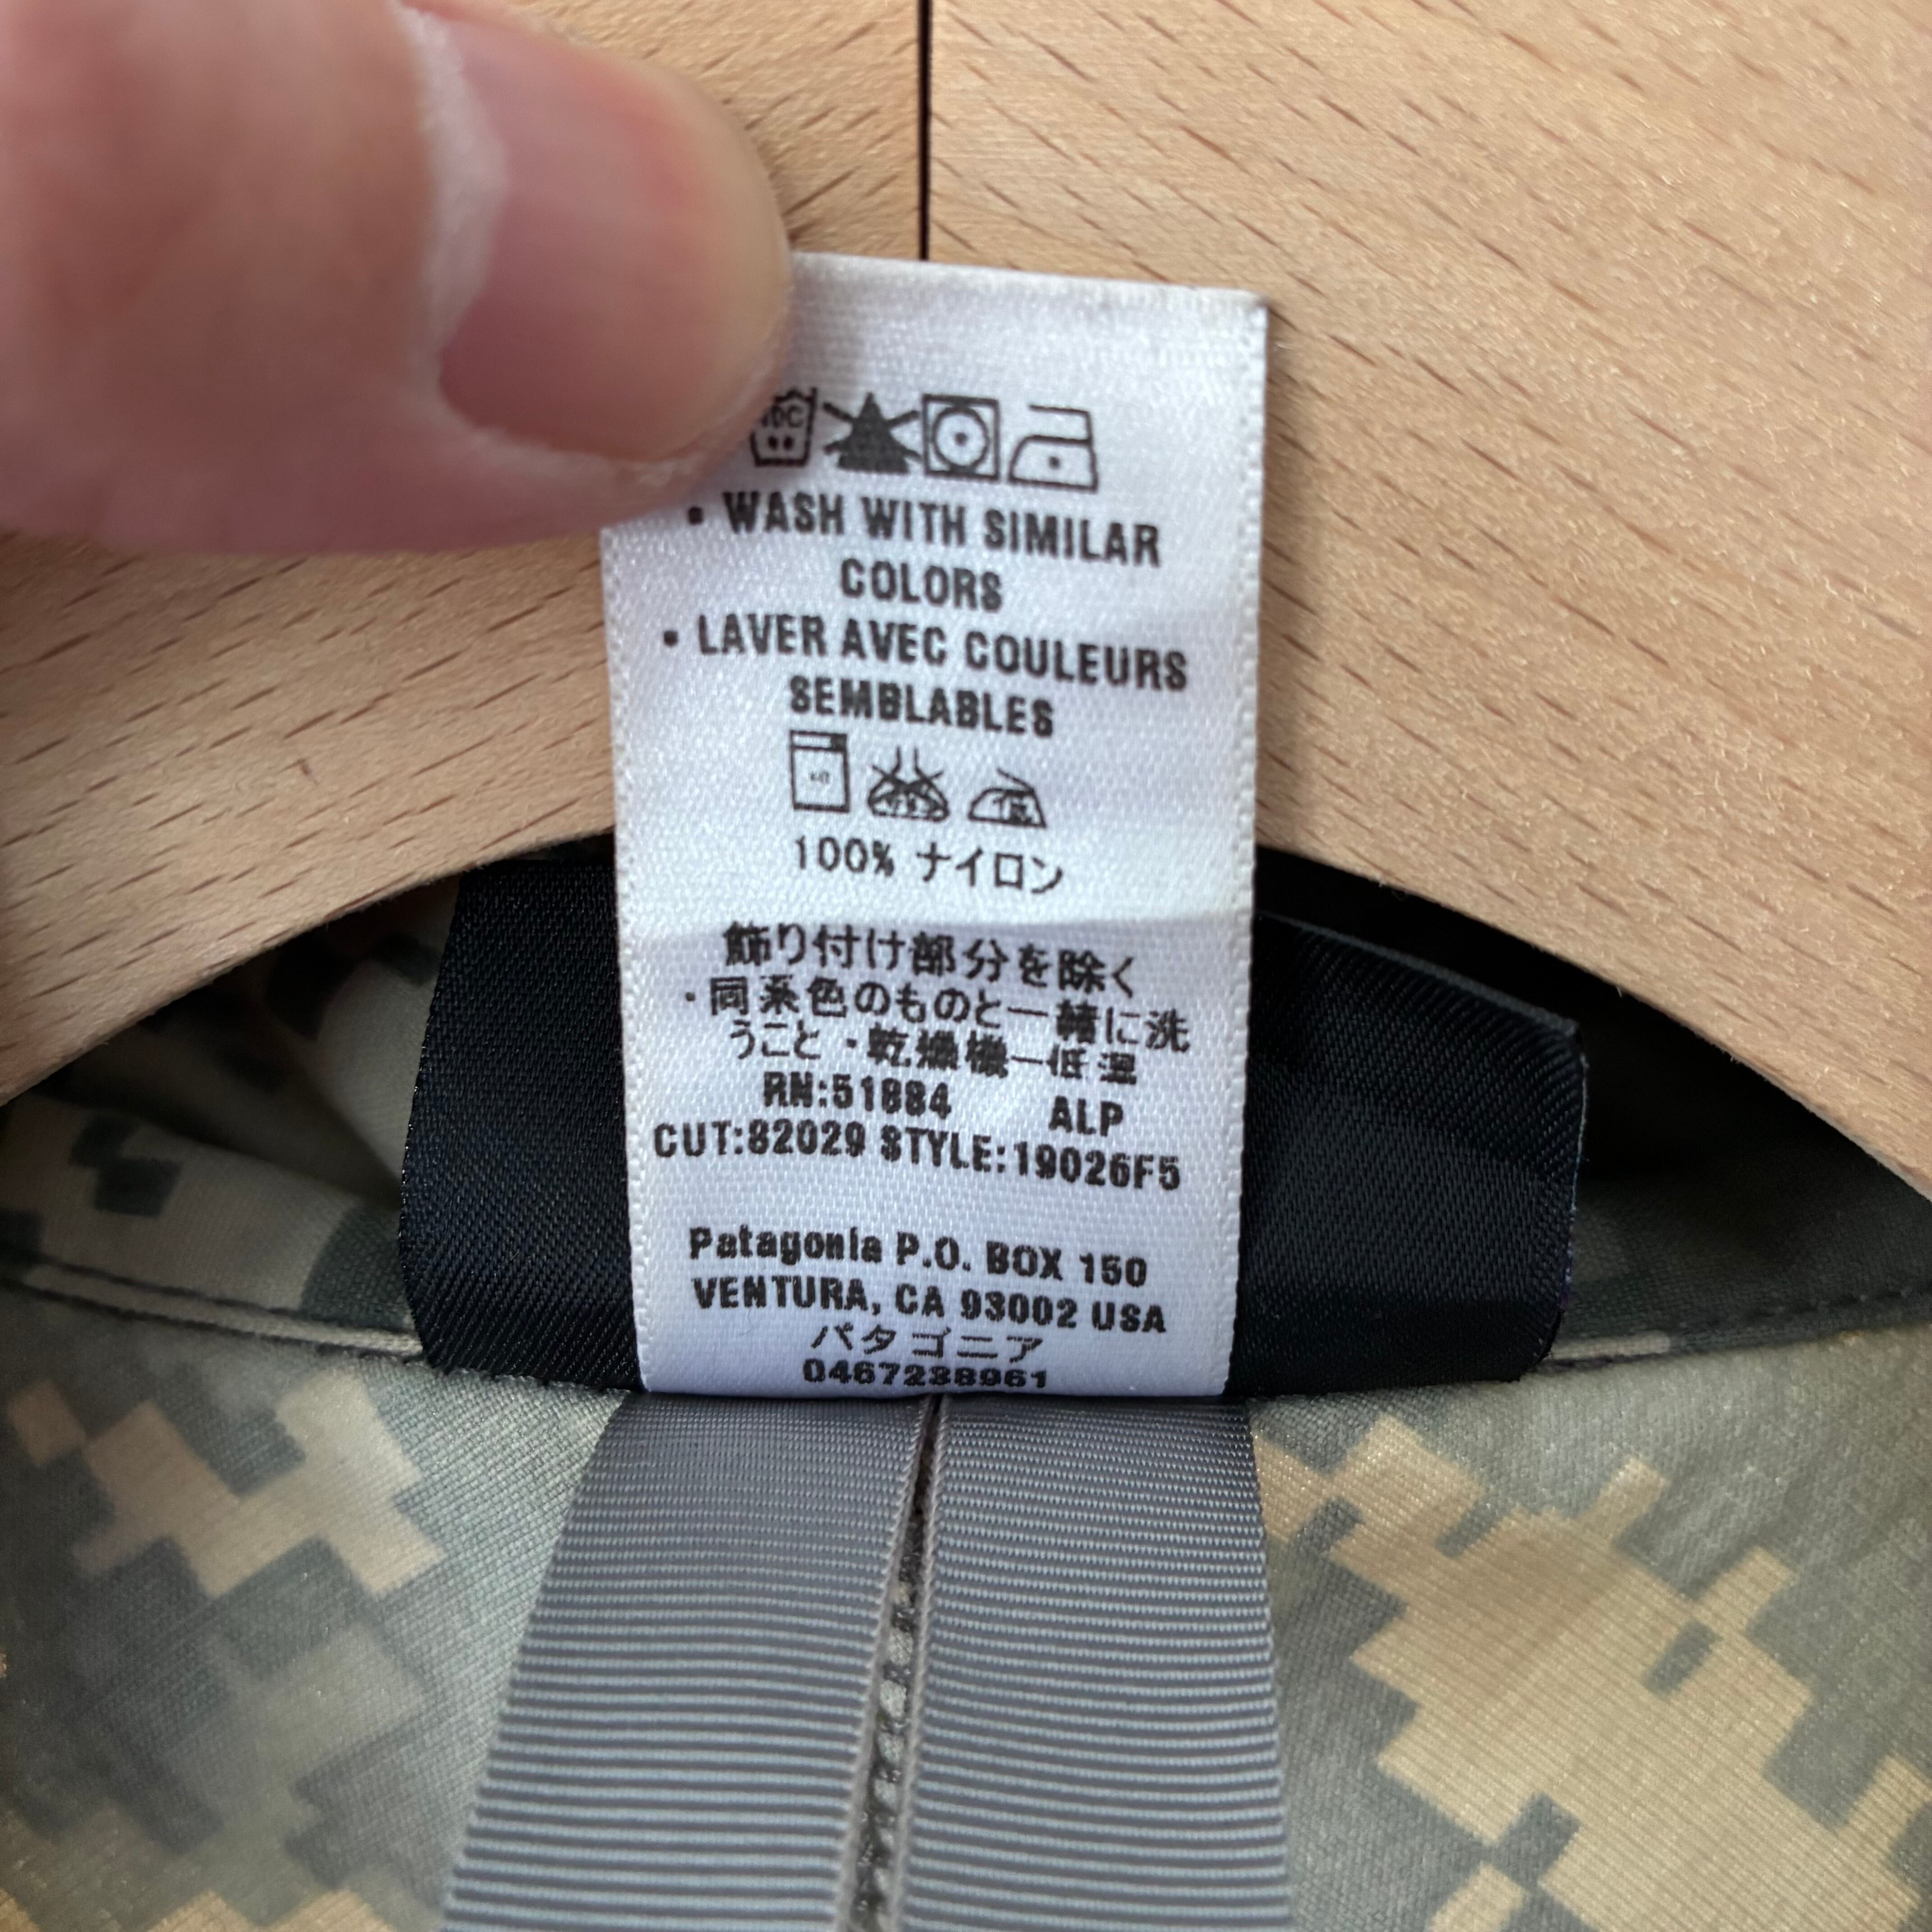 • WASH WITH SIMILAR
COLORS
• LAVER AVEC COULEURS
SEMBLABLES
100% ナイロン
飾り付け部分を除く
・同系色のものと一緒に洗
うこと・乾燥機ー低温
RN:51884 ALP
CUT:82029 STYLE:19026F5
Patagonia P.O. BOX 150
VENTURA, CA 93002 USA
パタゴニア
0467238961